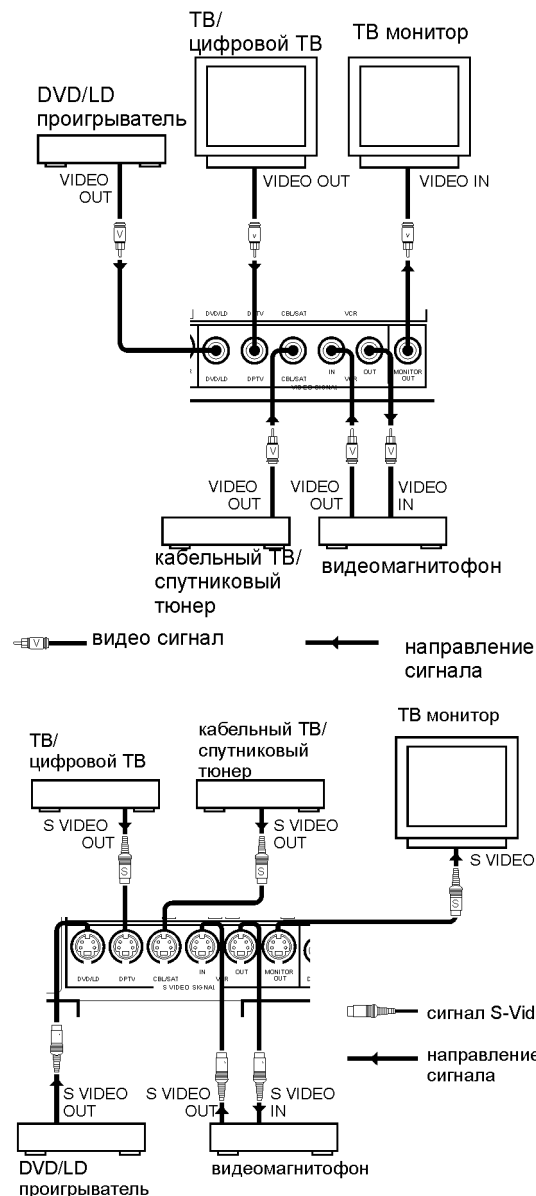 ТВ/
цифровой ТВ
ТВ монитор
DVD/LD
проигрыватель
VIDEO
OUT
VIDEO OUT
VIDEO IN
V
V
V
DVD/LD
DPTV
CBL/SAT
VCR
IN
OUT
DVD/LD
DPTV
CBL/SAT
VCR
MONITOR
OUT
VIDEO SIGNAL
V
V
V
VIDEO
OUT
VIDEO
OUT
VIDEO
IN
кабельный ТВ/
спутниковый
тюнер
видеомагнитофон
V
видео сигнал
направление
сигнала
ТВ/
цифровой ТВ
кабельный ТВ/
спутниковый
тюнер
ТВ монитор
S VIDEO
OUT
S VIDEO
OUT
S VIDEO
S
S
S
IN
OUT
DVD/LD
DPTV
CBL/SAT
VCR
MONITOR
OUT
S VIDEO SIGNAL
сигнал S-Vid
направление
сигнала
S VIDEO
OUT
S VIDEO
OUT
S VIDEO
IN
DVD/LD
проигрыватель
видеомагнитофон